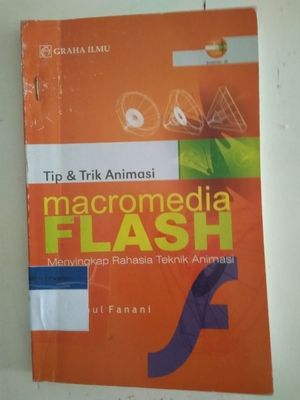 GRAHA ILMU
Tip & Trik Animasi
macromedia
FLASH
Menyingkap Rahasia Teknik Animasi
Fanani